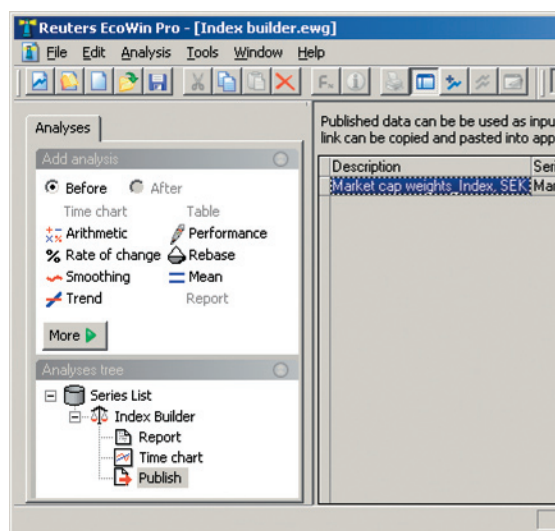 Reuters EcoWin Pro - [Index builder.ewg]
File Edit Analysis Tools Window Help
Analyses
Add analysis
Before After
Time chart Table
Arithmetic Performance
Rate of change Rebase
Smoothing Mean
Trend Report
More
Analyses tree
Series List
Index Builder
Report
Time chart
Publish
Published data can be be used as inpu
link can be copied and pasted into app
Description Seri
Market cap weights_Index, SEK Mar